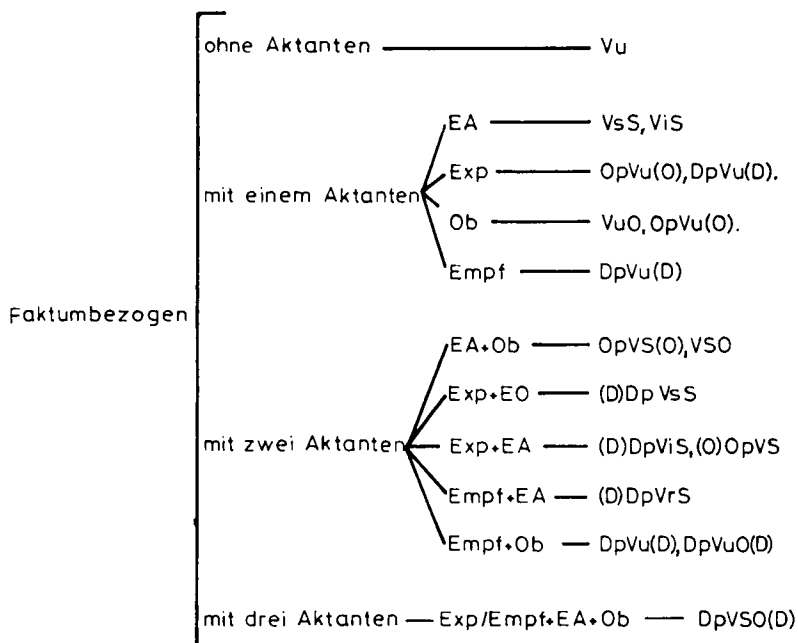 ohne Aktanten Vu
EA VsS, ViS
Exp OpVu(O), DpVu(D).
mit einem Aktanten
Ob VuO, OpVu(O).
Empf DpVu(D)
Faktumbezogen
EA+Ob OpVS(O), VSO
Exp+EO (D)Dp VsS
mit zwei Aktanten Exp+EA (D)DpViS, (O)OpVS
Empf+EA (D)DpVrS
Empf+Ob DpVu(D), DpVuO(D)
mit drei Aktanten Exp/Empf+EA+Ob DpVSO(D)